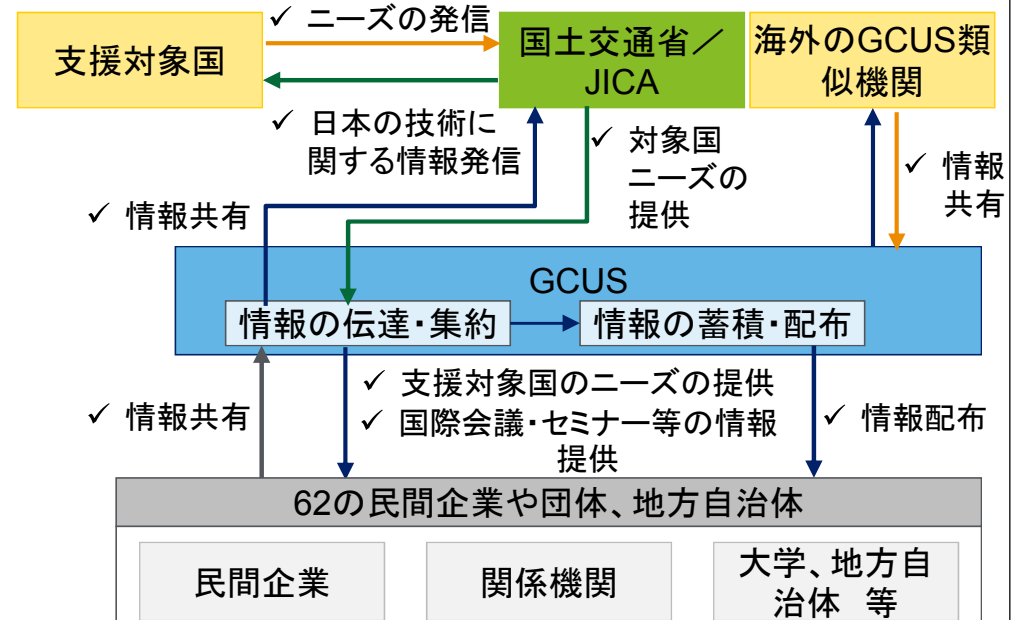 ✓ ニーズの発信
支援対象国
国土交通省／
JICA
海外のGCUS類
似機関
✓ 日本の技術に
関する情報発信
✓ 対象国
ニーズの
提供
✓ 情報
共有
✓ 情報共有
GCUS
情報の伝達・集約
情報の蓄積・配布
✓ 情報共有
✓ 支援対象国のニーズの提供
✓ 国際会議・セミナー等の情報
提供
✓ 情報配布
62の民間企業や団体、地方自治体
民間企業
関係機関
大学、地方自
治体　等